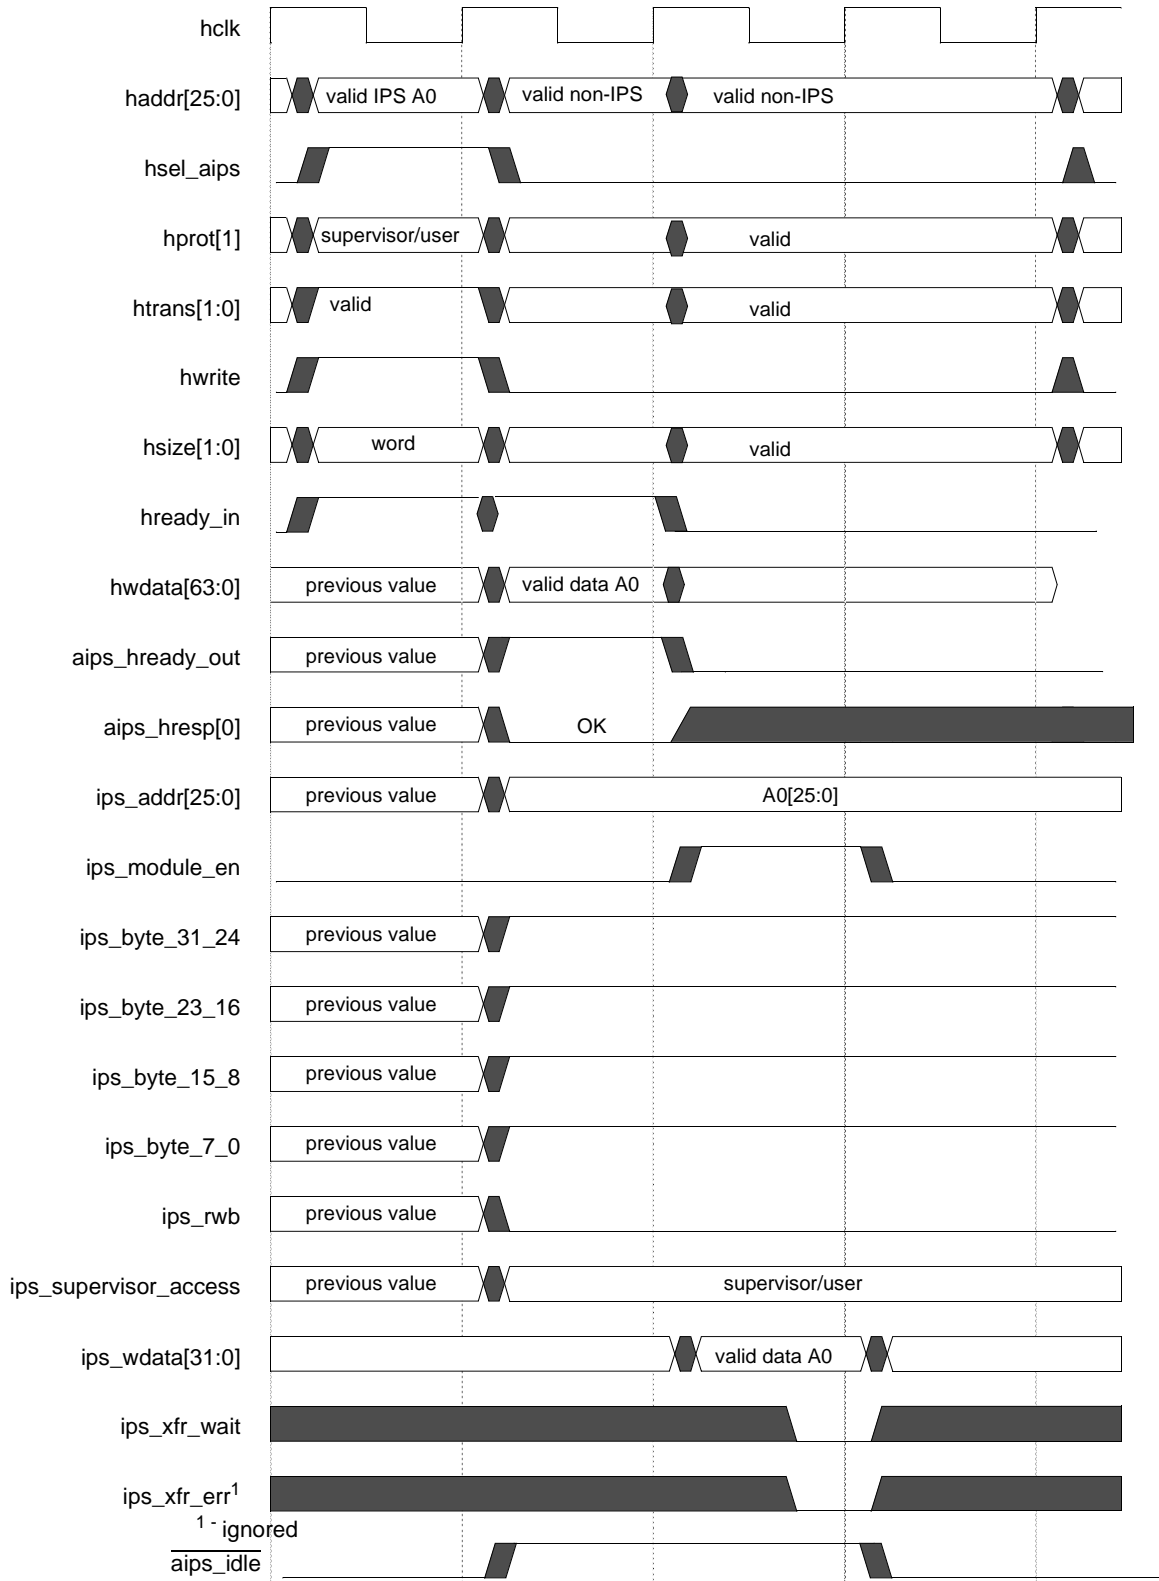 hclk
haddr[25:0] valid IPS A0 valid non-IPS valid non-IPS
hsel_aips
hprot[1] supervisor/user valid
htrans[1:0] valid valid
hwrite
hsize[1:0] word valid
hready_in
hwdata[63:0] previous value valid data A0
aips_hready_out previous value
aips_hresp[0] previous value OK
ips_addr[25:0] previous value A0[25:0]
ips_module_en
ips_byte_31_24 previous value
ips_byte_23_16 previous value
ips_byte_15_8 previous value
ips_byte_7_0 previous value
ips_rwb previous value
ips_supervisor_access previous value supervisor/user
ips_wdata[31:0] valid data A0
ips_xfr_wait
ips_xfr_err1
1 - ignored
aips_idle